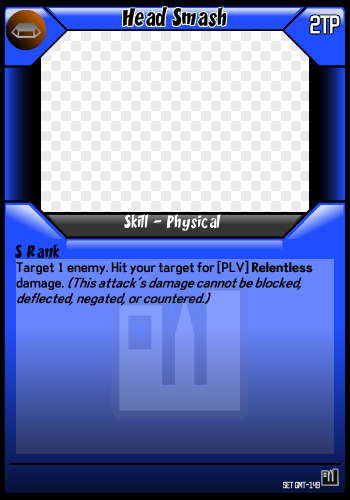 Head Smash
2TP
Skill - Physical
S Rank
Target 1 enemy. Hit your target for [PLV] Relentless
damage. (This attack's damage cannot be blocked,
deflected, negated, or countered.)
SET GMT-149